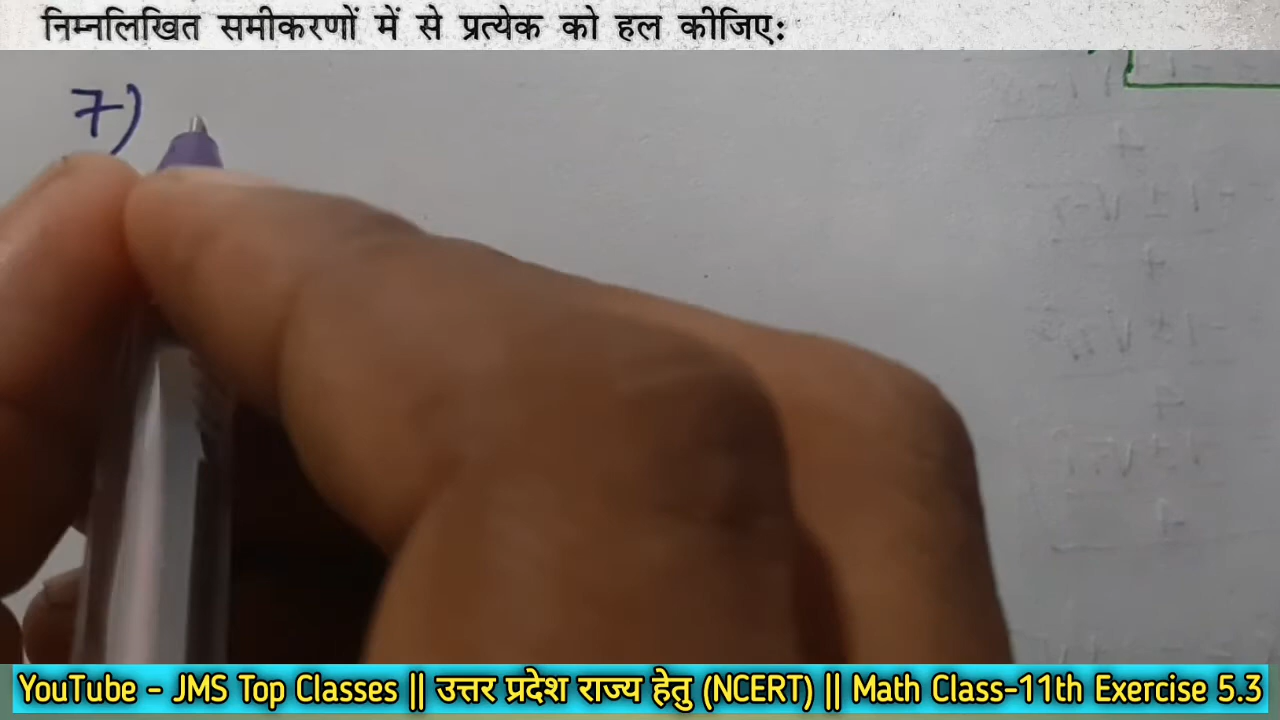 निम्नलिखित समीकरणों में से प्रत्येक को हल कीजिए:
7)
YouTube - JMS Top Classes || उत्तर प्रदेश राज्य हेतु (NCERT) || Math Class-11th Exercise 5.3